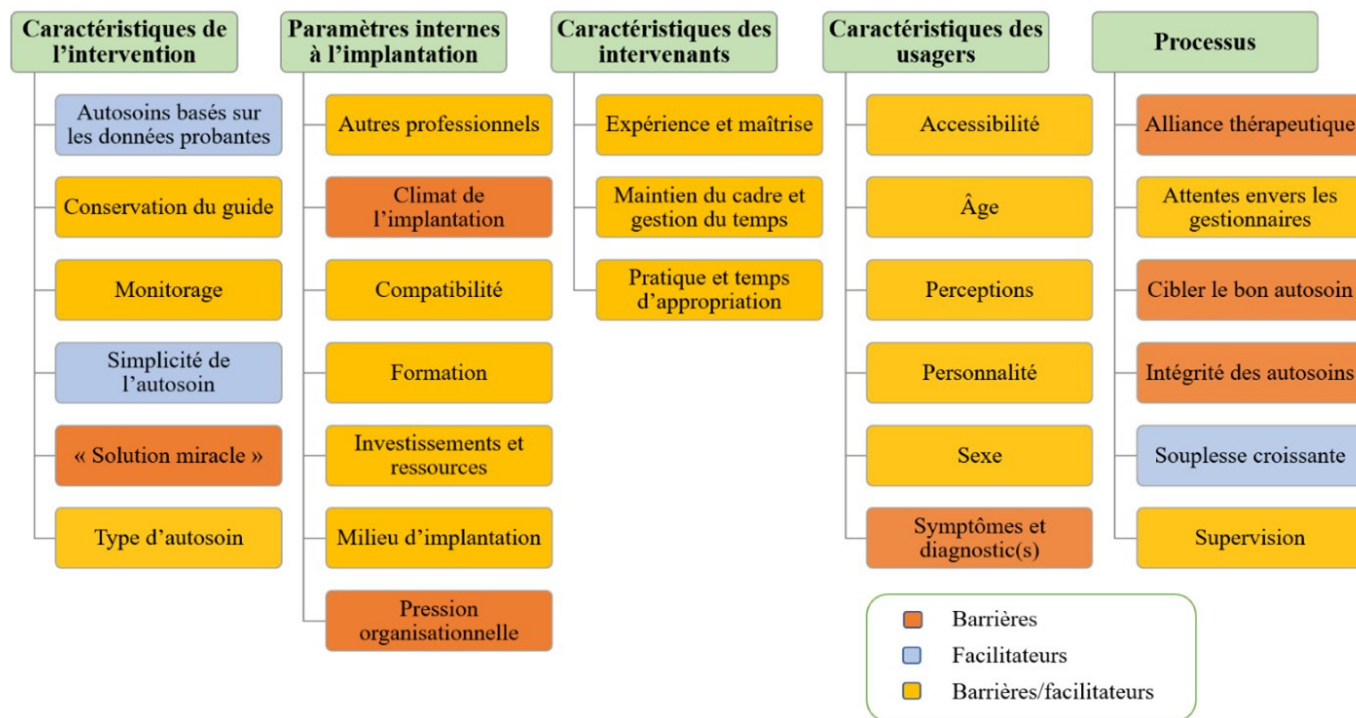 Caractéristiques de
l’intervention
Autosoins basés sur
les données probantes
Conservation du guide
Monitorage
Simplicité de
l’autosoin
« Solution miracle »
Type d’autosoin
Paramètres internes
à l’implantation
Autres professionnels
Climat de
l’implantation
Compatibilité
Formation
Investissements et
ressources
Milieu d’implantation
Pression
organisationnelle
Caractéristiques des
intervenants
Expérience et maîtrise
Maintien du cadre et
gestion du temps
Pratique et temps
d’appropriation
Caractéristiques des
usagers
Accessibilité
Âge
Perceptions
Personnalité
Sexe
Symptômes et
diagnostic(s)
Processus
Alliance thérapeutique
Attentes envers les
gestionnaires
Cibler le bon autosoin
Intégrité des autosoins
Souplesse croissante
Supervision
Barrières
Facilitateurs
Barrières/facilitateurs